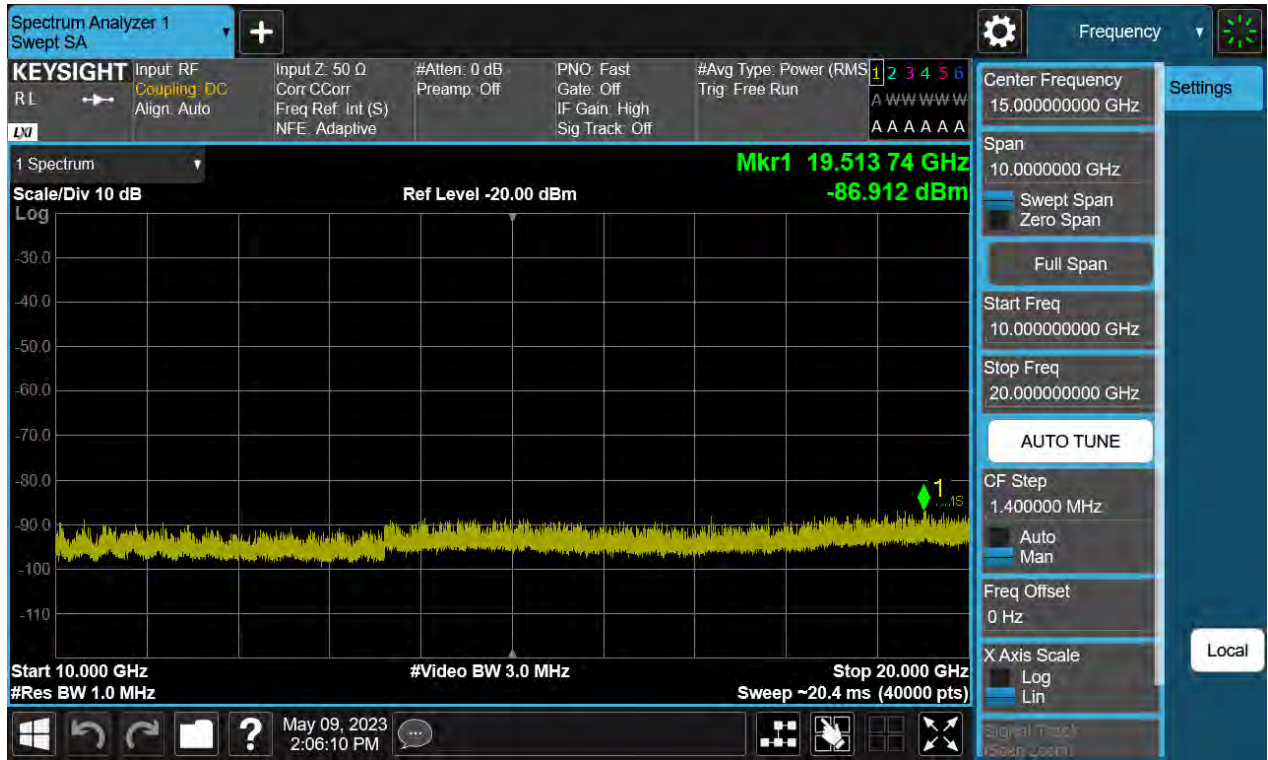 Spectrum Analyzer 1
Swept SA
Frequency
KEYSIGHT
RL
LXI
Input: RF
Coupling: DC
Align: Auto
Input Z: 50 Ω
Corr CCorr
Freq Ref: Int (S)
NFE: Adaptive
#Atten: 0 dB
Preamp: Off
PNO: Fast
Gate: Off
IF Gain: High
Sig Track: Off
#Avg Type: Power (RMS
Trig: Free Run
1 2 3 4 5 6
A W W W W W
A A A A A A
1 Spectrum
Mkr1 19.513 74 GHz
-86.912 dBm
Scale/Div 10 dB
Ref Level -20.00 dBm
Log
-30.0
-40.0
-50.0
-60.0
-70.0
-80.0
-90.0
-100
-110
1
Start 10.000 GHz
#Video BW 3.0 MHz
Stop 20.000 GHz
#Res BW 1.0 MHz
Sweep ~20.4 ms (40000 pts)
May 09, 2023
2:06:10 PM
Center Frequency
15.000000000 GHz
Settings
Span
10.0000000 GHz
Swept Span
Zero Span
Full Span
Start Freq
10.000000000 GHz
Stop Freq
20.000000000 GHz
AUTO TUNE
CF Step
1.400000 MHz
Auto
Man
Freq Offset
0 Hz
X Axis Scale
Log
Lin
Local
Signal Track
(Span Zoom)